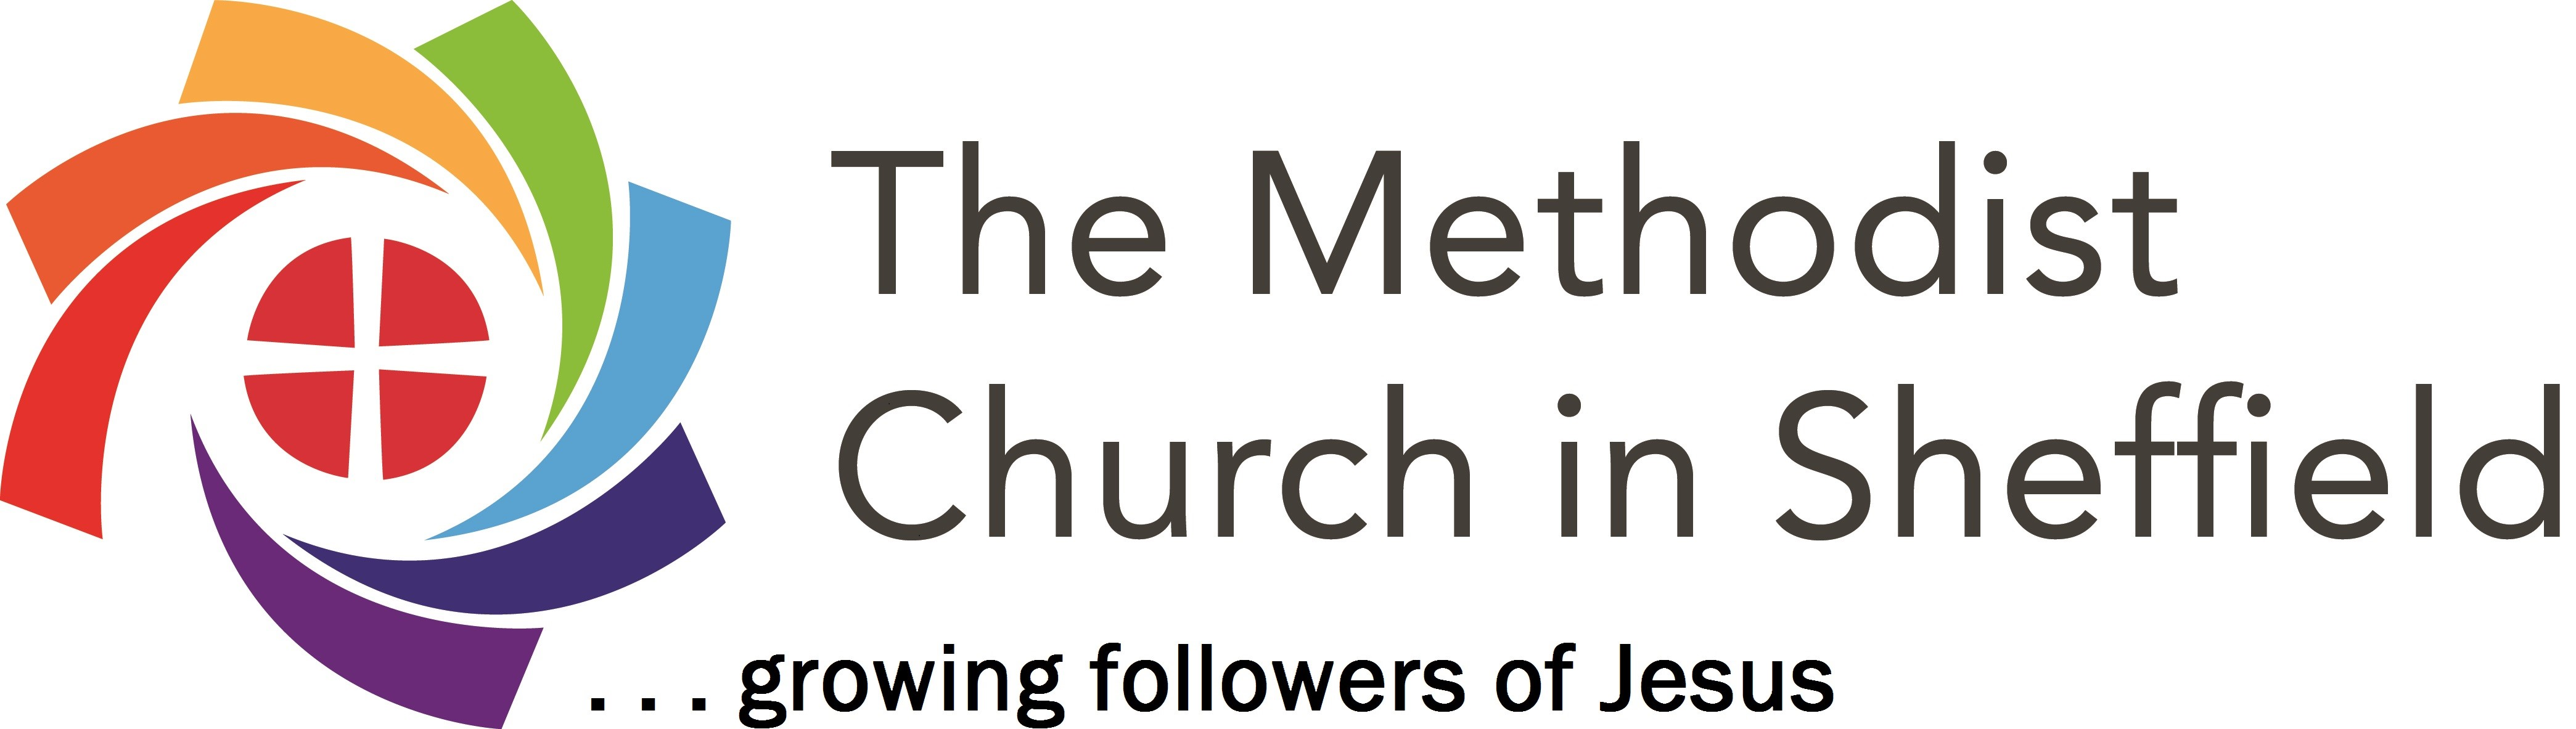 The Methodist
Church in Sheffield
. . . growing followers of Jesus